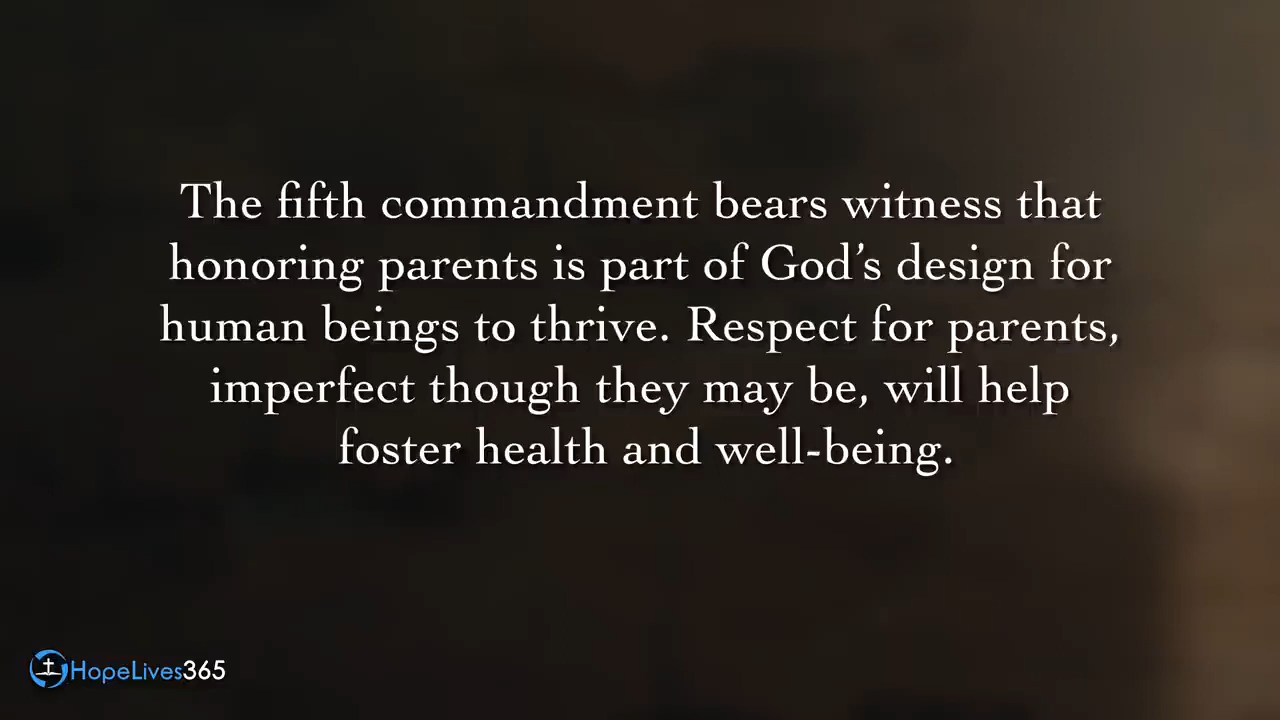 The fifth commandment bears witness that
honoring parents is part of God’s design for
human beings to thrive. Respect for parents,
imperfect though they may be, will help
foster health and well-being.
HopeLives365